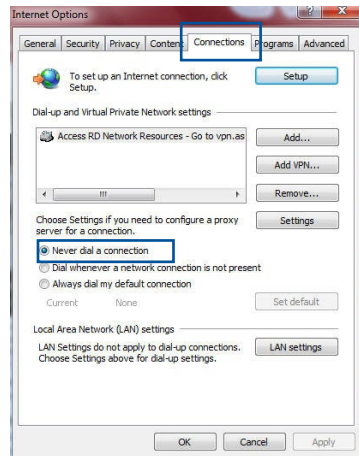 Internet Options
General Security Privacy Content Connections Programs Advanced
To set up an Internet connection, click
Setup.
Setup
Dial-up and Virtual Private Network settings
Access RD Network Resources - Go to vpn.as
Add...
Add VPN...
Remove...
Choose Settings if you need to configure a proxy
server for a connection.
Settings
Never dial a connection
Dial whenever a network connection is not present
Always dial my default connection
Current None
Set default
Local Area Network (LAN) settings
LAN Settings do not apply to dial-up connections.
Choose Settings above for dial-up settings.
LAN settings
OK Cancel Apply